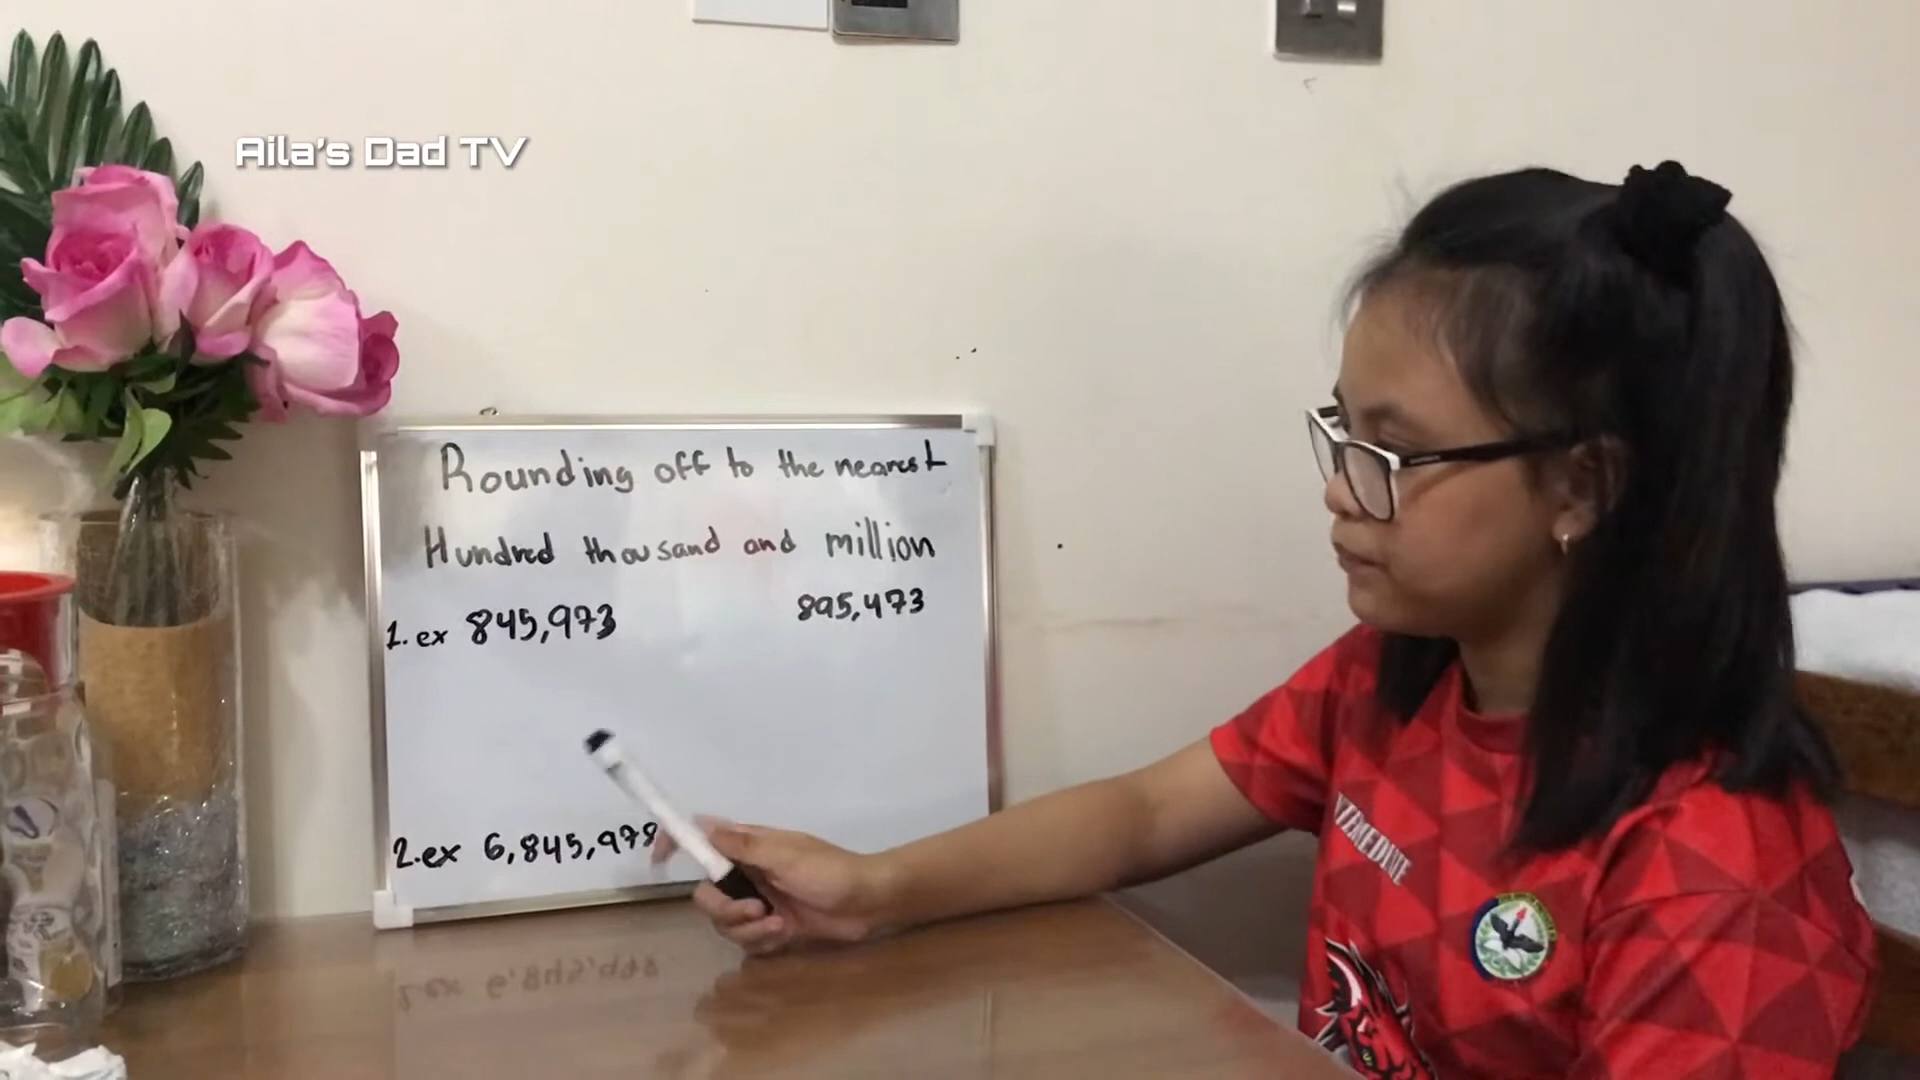 Aila's Dad TV
Rounding off to the nearest
Hundred thousand and million
1. ex 845,973 895,473
2. ex 6,845,978